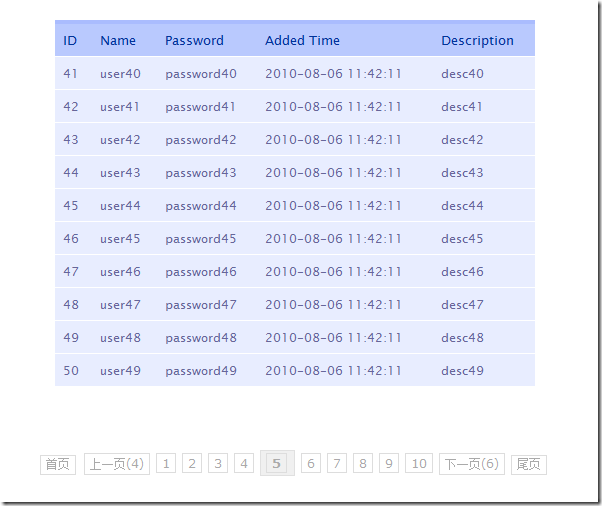 ID Name Password Added Time Description
41 user40 password40 2010-08-06 11:42:11 desc40
42 user41 password41 2010-08-06 11:42:11 desc41
43 user42 password42 2010-08-06 11:42:11 desc42
44 user43 password43 2010-08-06 11:42:11 desc43
45 user44 password44 2010-08-06 11:42:11 desc44
46 user45 password45 2010-08-06 11:42:11 desc45
47 user46 password46 2010-08-06 11:42:11 desc46
48 user47 password47 2010-08-06 11:42:11 desc47
49 user48 password48 2010-08-06 11:42:11 desc48
50 user49 password49 2010-08-06 11:42:11 desc49
首页 上一页(4) 1 2 3 4 5 6 7 8 9 10 下一页(6) 尾页